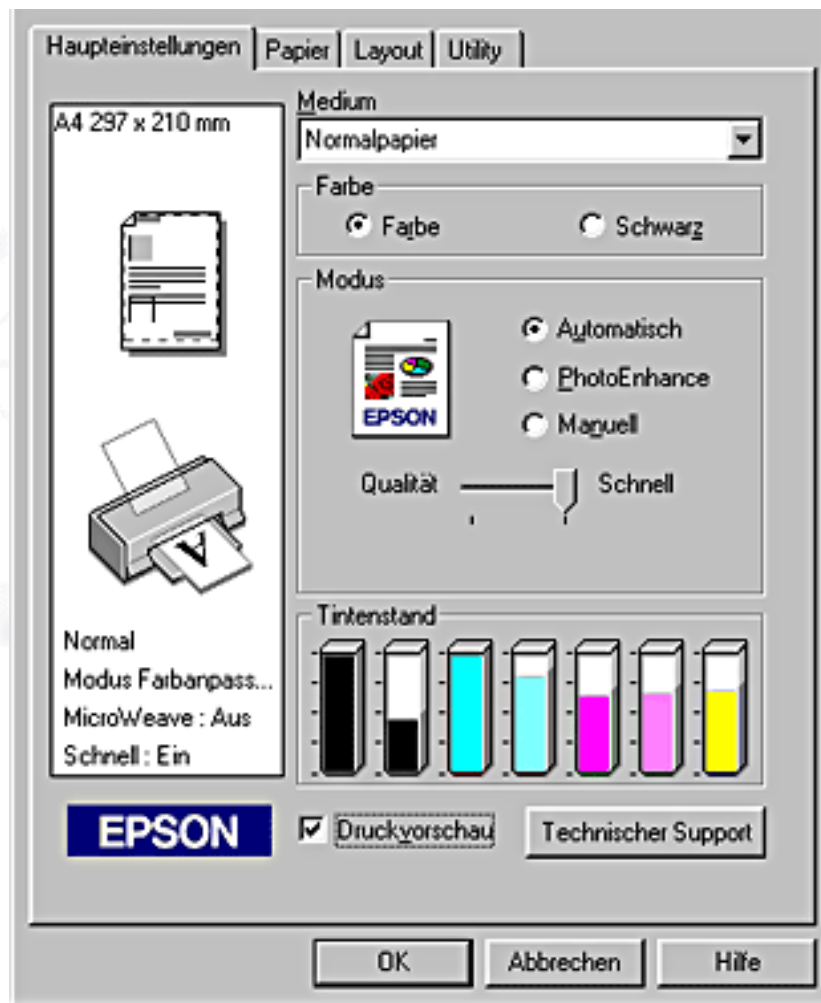 Haupteinstellungen Papier Layout Utility
A4 297 x 210 mm
Normal
Modus Farbanpass...
MicroWeave : Aus
Schnell : Ein
EPSON
Medium
Normalpapier
Farbe
Farbe Schwarz
Modus
EPSON
Automatisch
PhotoEnhance
Manuell
Qualität Schnell
Tintenstand
Druckvorschau Technischer Support
OK Abbrechen Hilfe